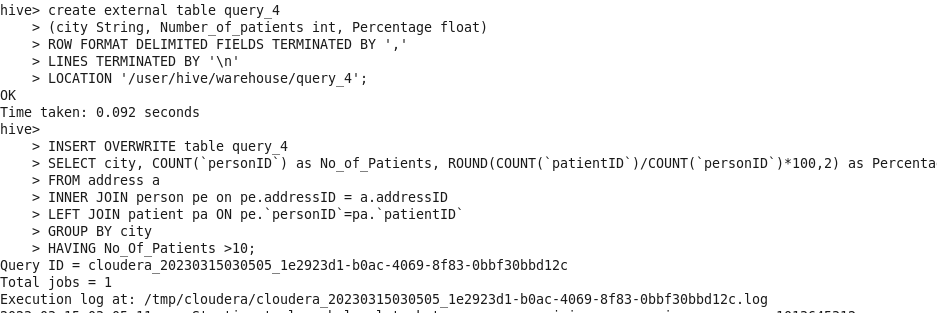 hive> create external table query_4
    > (city String, Number_of_patients int, Percentage float)
    > ROW FORMAT DELIMITED FIELDS TERMINATED BY ','
    > LINES TERMINATED BY '\n'
    > LOCATION '/user/hive/warehouse/query_4';
OK
Time taken: 0.092 seconds
hive>
    > INSERT OVERWRITE table query_4
    > SELECT city, COUNT(`personID`) as No_of_Patients, ROUND(COUNT(`patientID`)/COUNT(`personID`)*100,2) as Percenta
    > FROM address a
    > INNER JOIN person pe on pe.addressID = a.addressID
    > LEFT JOIN patient pa ON pe.`personID`=pa.`patientID`
    > GROUP BY city
    > HAVING No_Of_Patients >10;
Query ID = cloudera_20230315030505_1e2923d1-b0ac-4069-8f83-0bbf30bbd12c
Total jobs = 1
Execution log at: /tmp/cloudera/cloudera_20230315030505_1e2923d1-b0ac-4069-8f83-0bbf30bbd12c.log